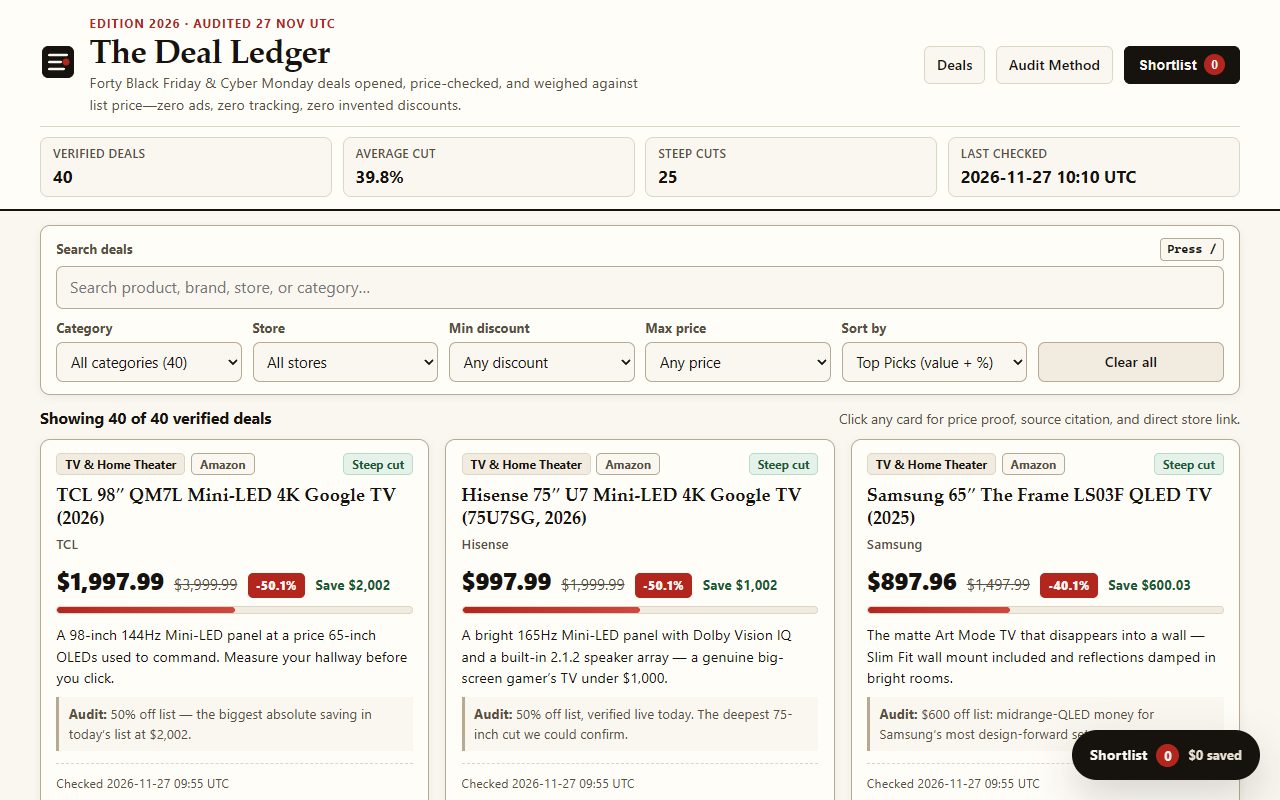 EDITION 2026 · AUDITED 27 NOV UTC
The Deal Ledger
Forty Black Friday & Cyber Monday deals opened, price-checked, and weighed against
list price—zero ads, zero tracking, zero invented discounts.
Deals
Audit Method
Shortlist 0
VERIFIED DEALS
40
AVERAGE CUT
39.8%
STEEP CUTS
25
LAST CHECKED
2026-11-27 10:10 UTC
Search deals
Press /
Search product, brand, store, or category...
Category
Store
Min discount
Max price
Sort by
All categories (40)
All stores
Any discount
Any price
Top Picks (value + %)
Clear all
Showing 40 of 40 verified deals
Click any card for price proof, source citation, and direct store link.
TV & Home Theater
Amazon
Steep cut
TCL 98″ QM7L Mini-LED 4K Google TV
(2026)
TCL
$1,997.99 $3,999.99 -50.1% Save $2,002
A 98-inch 144Hz Mini-LED panel at a price 65-inch
OLEDs used to command. Measure your hallway before
you click.
Audit: 50% off list — the biggest absolute saving in
today's list at $2,002.
Checked 2026-11-27 09:55 UTC
TV & Home Theater
Amazon
Steep cut
Hisense 75″ U7 Mini-LED 4K Google TV
(75U7SG, 2026)
Hisense
$997.99 $1,999.99 -50.1% Save $1,002
A bright 165Hz Mini-LED panel with Dolby Vision IQ
and a built-in 2.1.2 speaker array — a genuine big-
screen gamer's TV under $1,000.
Audit: 50% off list, verified live today. The deepest 75-
inch cut we could confirm.
Checked 2026-11-27 09:55 UTC
TV & Home Theater
Amazon
Steep cut
Samsung 65″ The Frame LS03F QLED TV
(2025)
Samsung
$897.96 $1,497.99 -40.1% Save $600.03
The matte Art Mode TV that disappears into a wall —
Slim Fit wall mount included and reflections damped in
bright rooms.
Audit: $600 off list: midrange-QLED money for
Samsung's most design-forward
Checked 2026-11-27 09:55 UTC
Shortlist 0 $0 saved